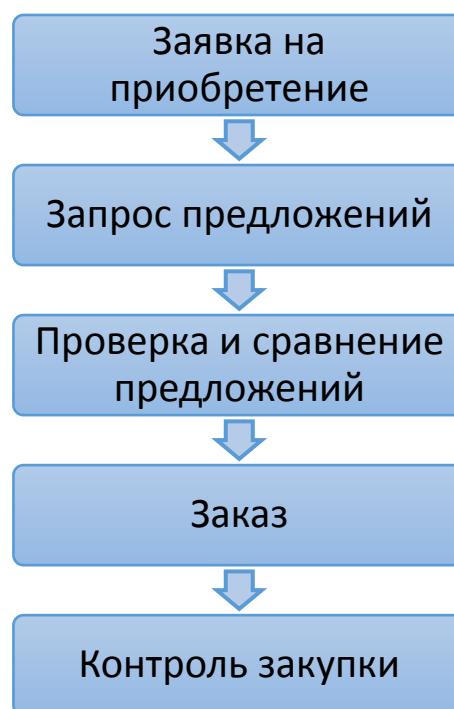 Заявка на
приобретение
Запрос предложений
Проверка и сравнение
предложений
Заказ
Контроль закупки